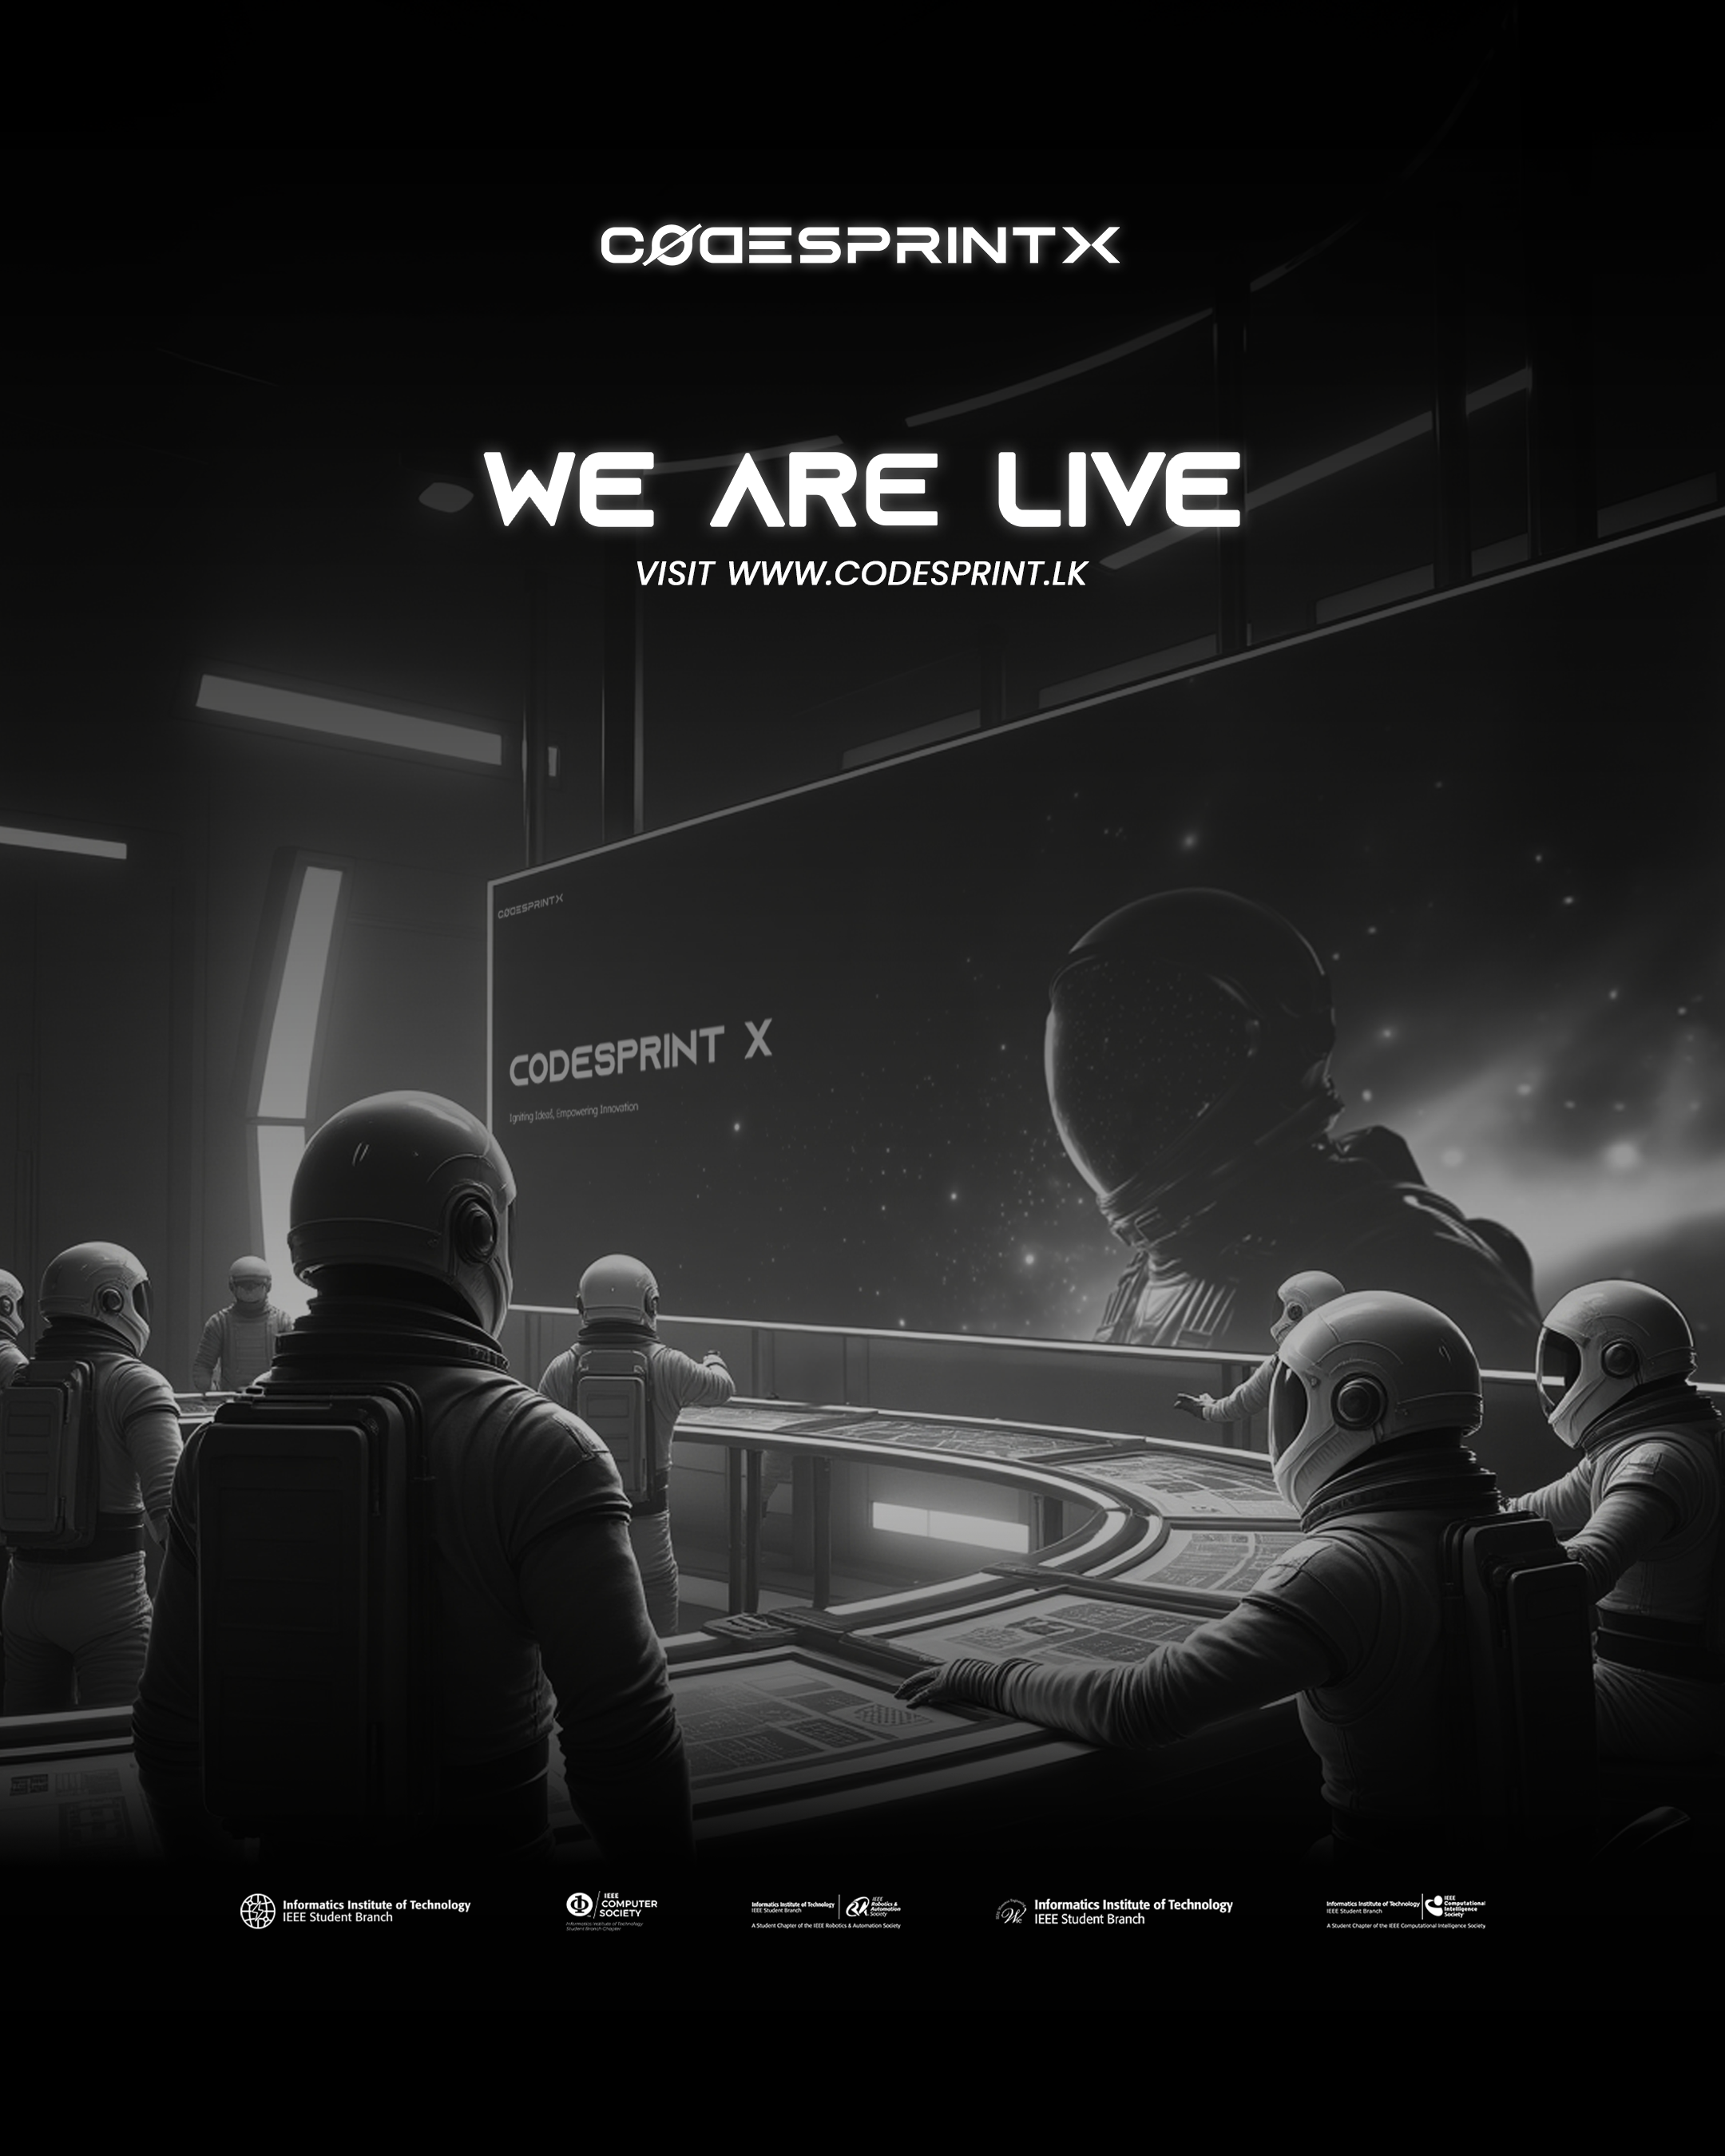 CODESPRINTX
WE ARE LIVE
VISIT WWW.CODESPRINT.LK
CODESPRINTX
CODESPRINT X
Igniting Ideas, Empowering Innovation
Informatics Institute of Technology
IEEE Student Branch
IEEE
COMPUTER
SOCIETY
Informatics Institute of Technology
Student Branch Chapter
Informatics Institute of Technology
IEEE Student Branch
IEEE
Robotics &
Automation
Society
A Student Chapter of the IEEE Robotics & Automation Society
Informatics Institute of Technology
IEEE Student Branch
Informatics Institute of Technology
IEEE Student Branch
IEEE
Computational
Intelligence
Society
A Student Chapter of the IEEE Computational Intelligence Society